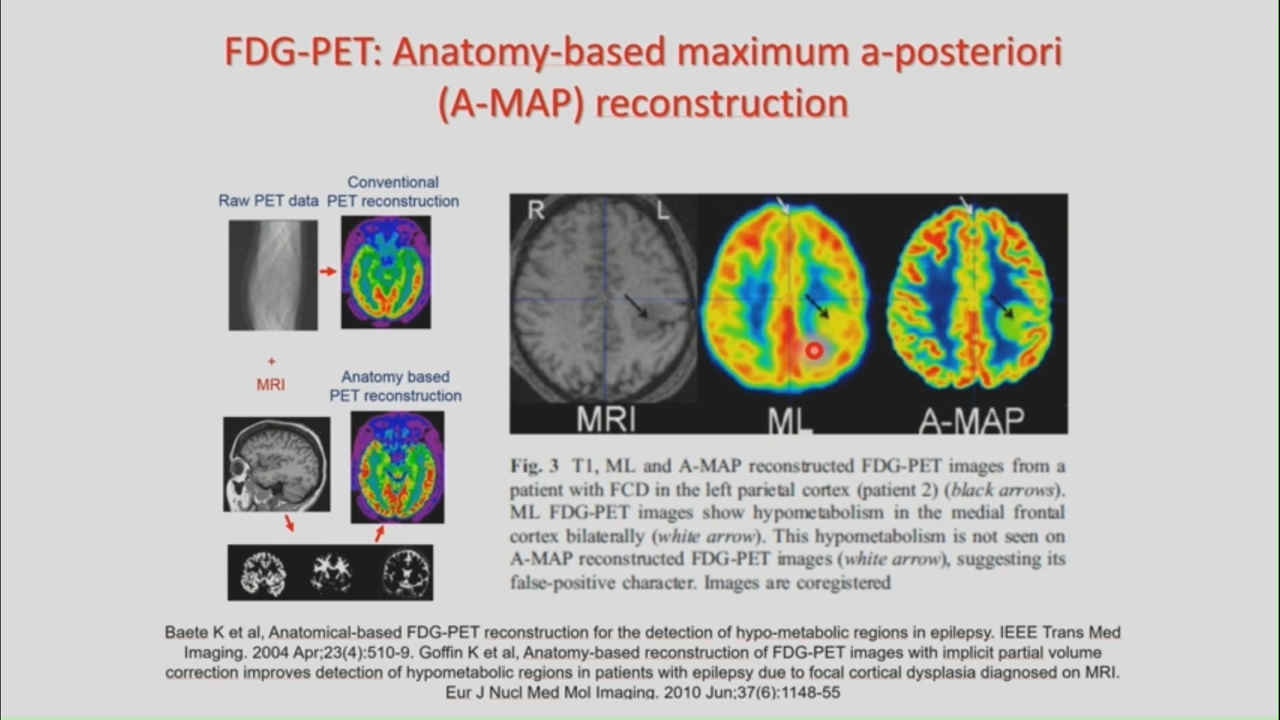 FDG-PET: Anatomy-based maximum a-posteriori
(A-MAP) reconstruction
Conventional
Raw PET data PET reconstruction
+
MRI
Anatomy based
PET reconstruction
R L
MRI ML A-MAP
Fig. 3 T1, ML and A-MAP reconstructed FDG-PET images from a
patient with FCD in the left parietal cortex (patient 2) (black arrows).
ML FDG-PET images show hypometabolism in the medial frontal
cortex bilaterally (white arrow). This hypometabolism is not seen on
A-MAP reconstructed FDG-PET images (white arrow), suggesting its
false-positive character. Images are coregistered
Baete K et al, Anatomical-based FDG-PET reconstruction for the detection of hypo-metabolic regions in epilepsy. IEEE Trans Med
Imaging. 2004 Apr;23(4):510-9. Goffin K et al, Anatomy-based reconstruction of FDG-PET images with implicit partial volume
correction improves detection of hypometabolic regions in patients with epilepsy due to focal cortical dysplasia diagnosed on MRI.
Eur J Nucl Med Mol Imaging. 2010 Jun;37(6):1148-55